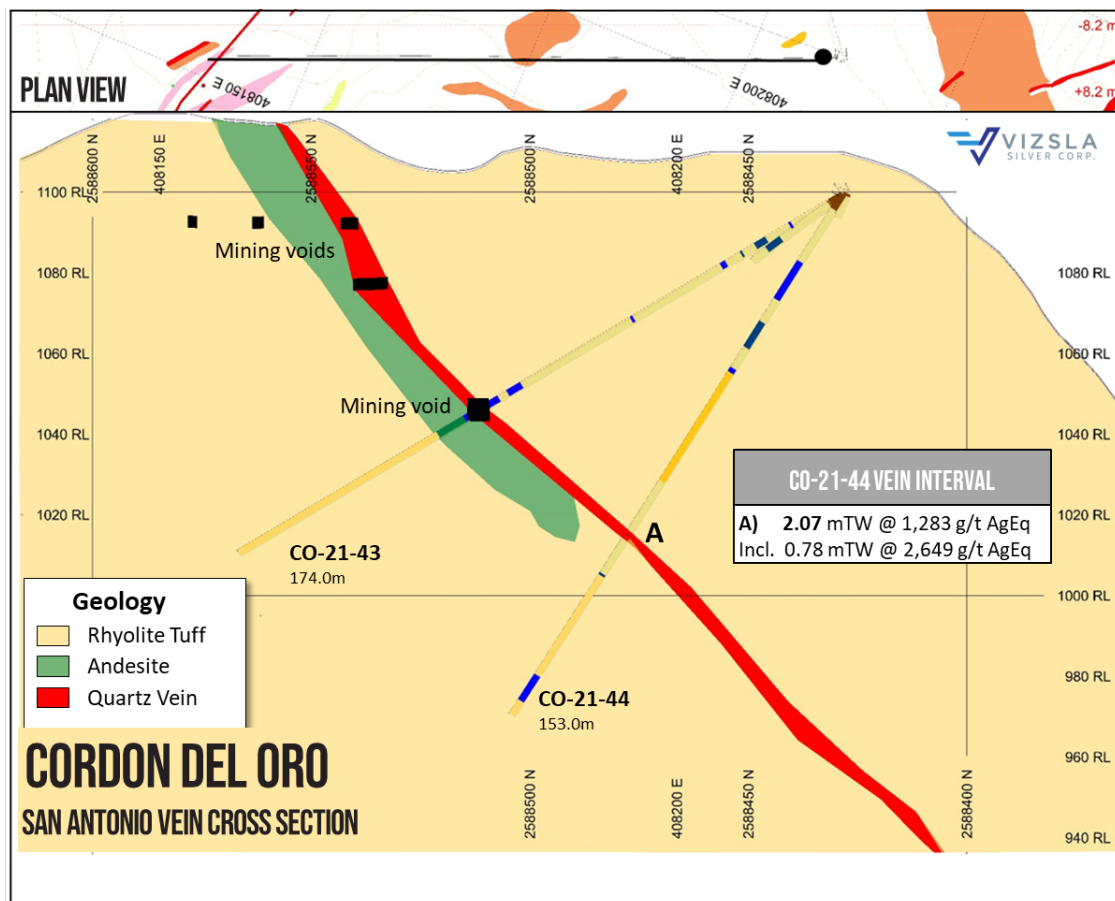 -8.2 m
408150 E
408200 E
PLAN VIEW
+8.2 m
VIZSLA
SILVER CORP.
2588600 N
408150 E
2588550 N
2588500 N
408200 E
2588450 N
1100 RL
Mining voids
1080 RL
1080 RL
1060 RL
1060 RL
Mining void
1040 RL
1040 RL
CO-21-44 VEIN INTERVAL
A) 2.07 mTW @ 1,283 g/t AgEq
Incl. 0.78 mTW @ 2,649 g/t AgEq
1020 RL
1020 RL
A
CO-21-43
174.0m
Geology
Rhyolite Tuff
Andesite
Quartz Vein
1000 RL
980 RL
CO-21-44
153.0m
CORDON DEL ORO
SAN ANTONIO VEIN CROSS SECTION
960 RL
2588500 N
408200 E
2588450 N
2588400 N
940 RL